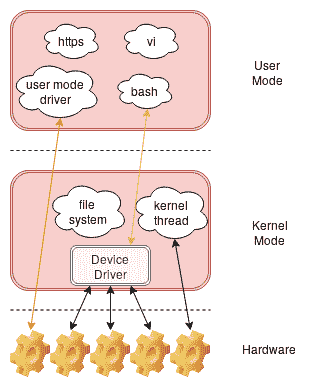 https
vi
user mode
driver
bash
User
Mode
file
system
kernel
thread
Kernel
Mode
Device
Driver
Hardware